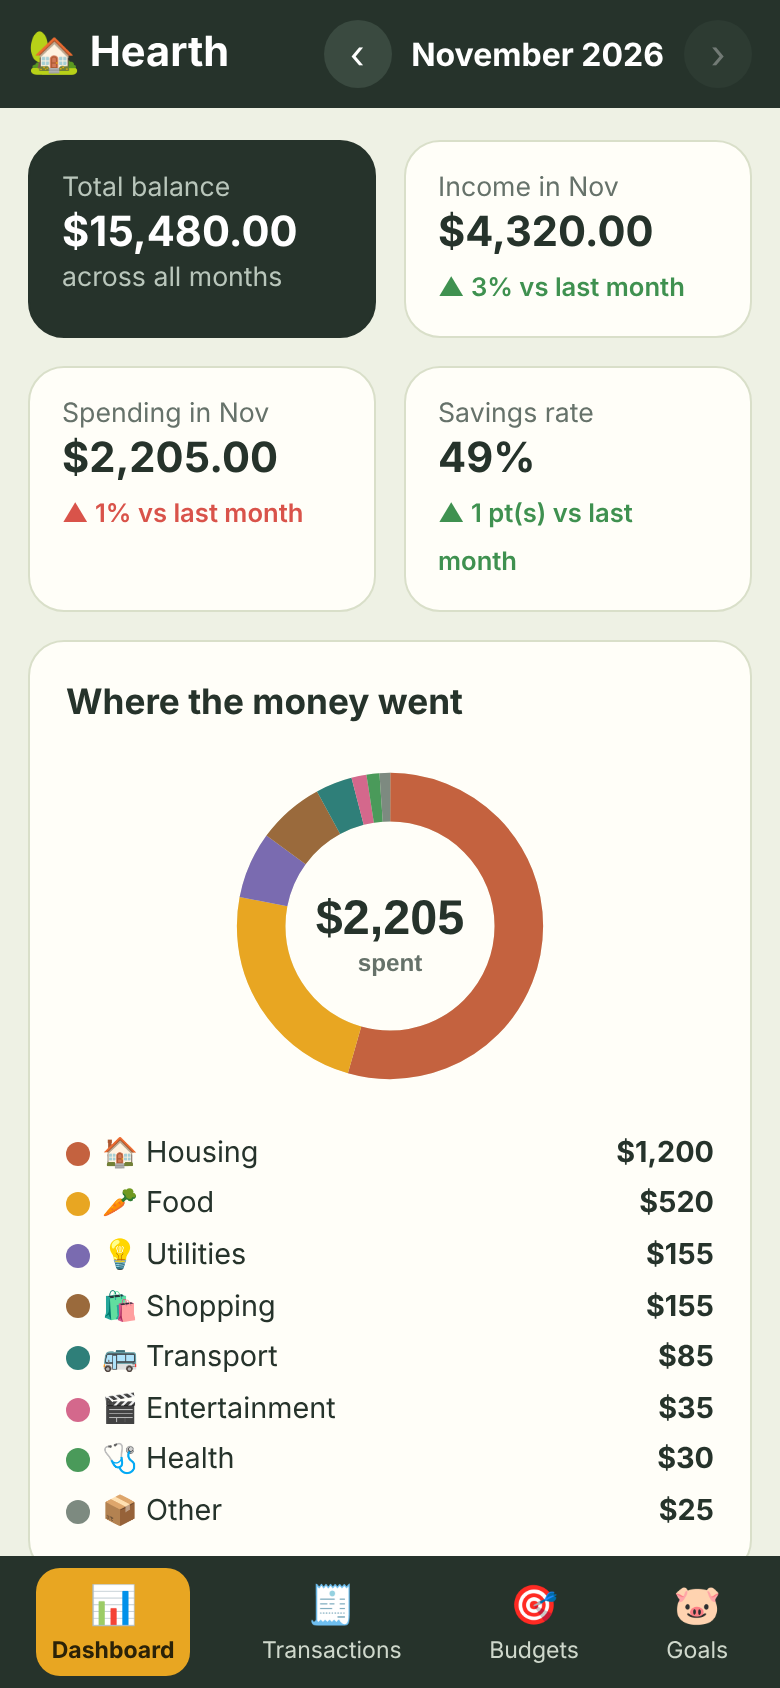 Hearth
November 2026
Total balance
$15,480.00
across all months
Income in Nov
$4,320.00
▲ 3% vs last month
Spending in Nov
$2,205.00
▲ 1% vs last month
Savings rate
49%
▲ 1 pt(s) vs last
month
Where the money went
$2,205
spent
Housing $1,200
Food $520
Utilities $155
Shopping $155
Transport $85
Entertainment $35
Health $30
Other $25
Dashboard Transactions Budgets Goals